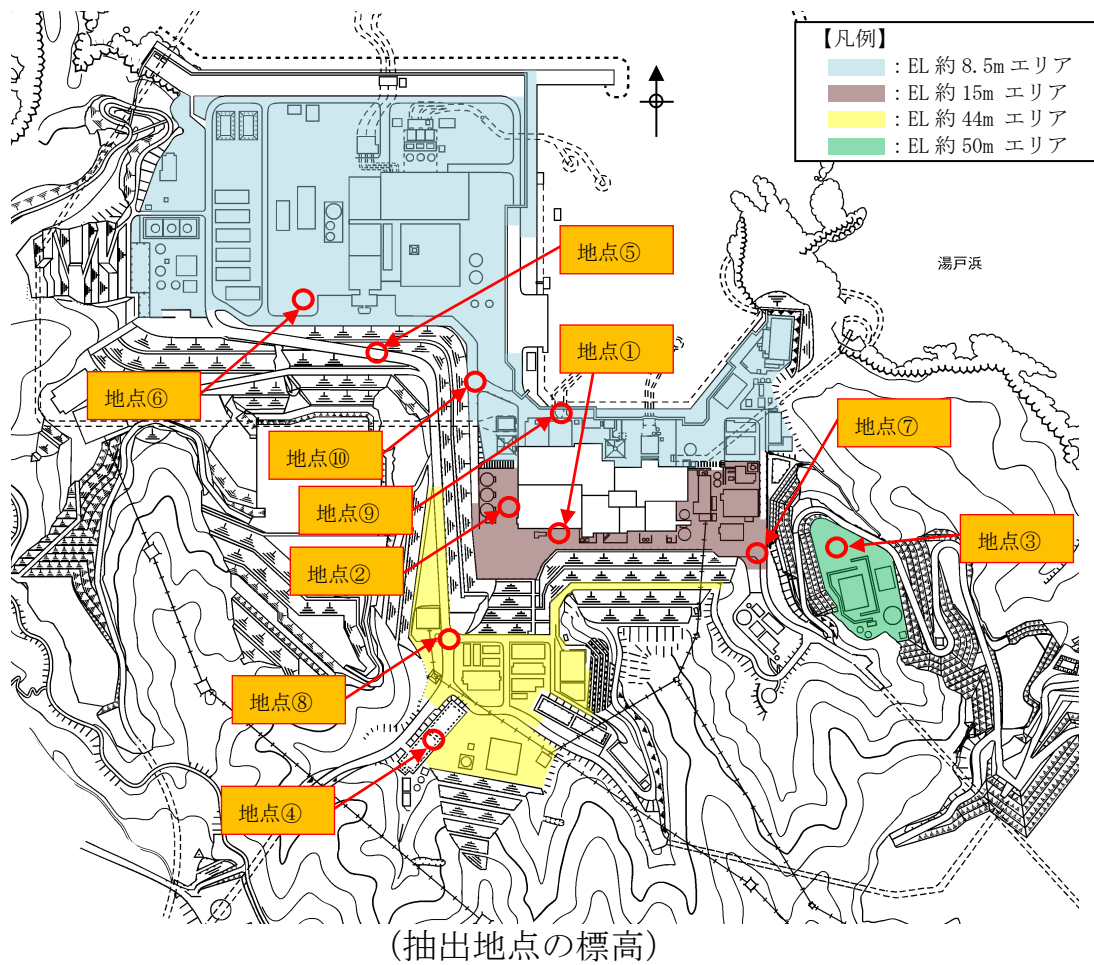 【凡例】
：EL 約 8.5m エリア
：EL 約 15m エリア
：EL 約 44m エリア
：EL 約 50m エリア
湯戸浜
地点⑤
地点①
地点⑥
地点⑦
地点⑩
地点⑨
地点③
地点②
地点⑧
地点④
(抽出地点の標高)